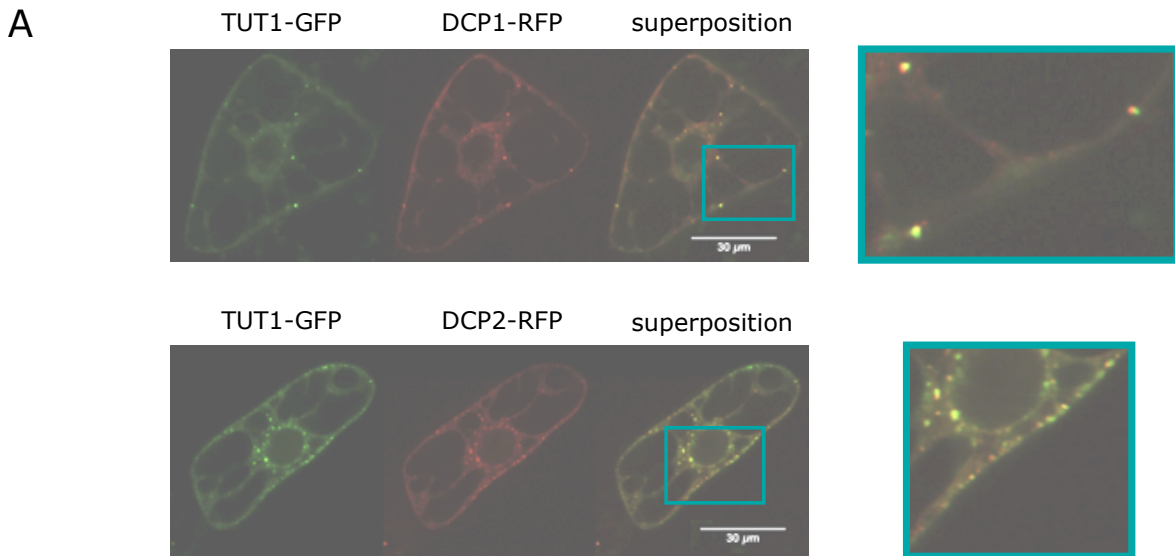 A
TUT1-GFP DCP1-RFP superposition
30 µm
TUT1-GFP DCP2-RFP superposition
30 µm